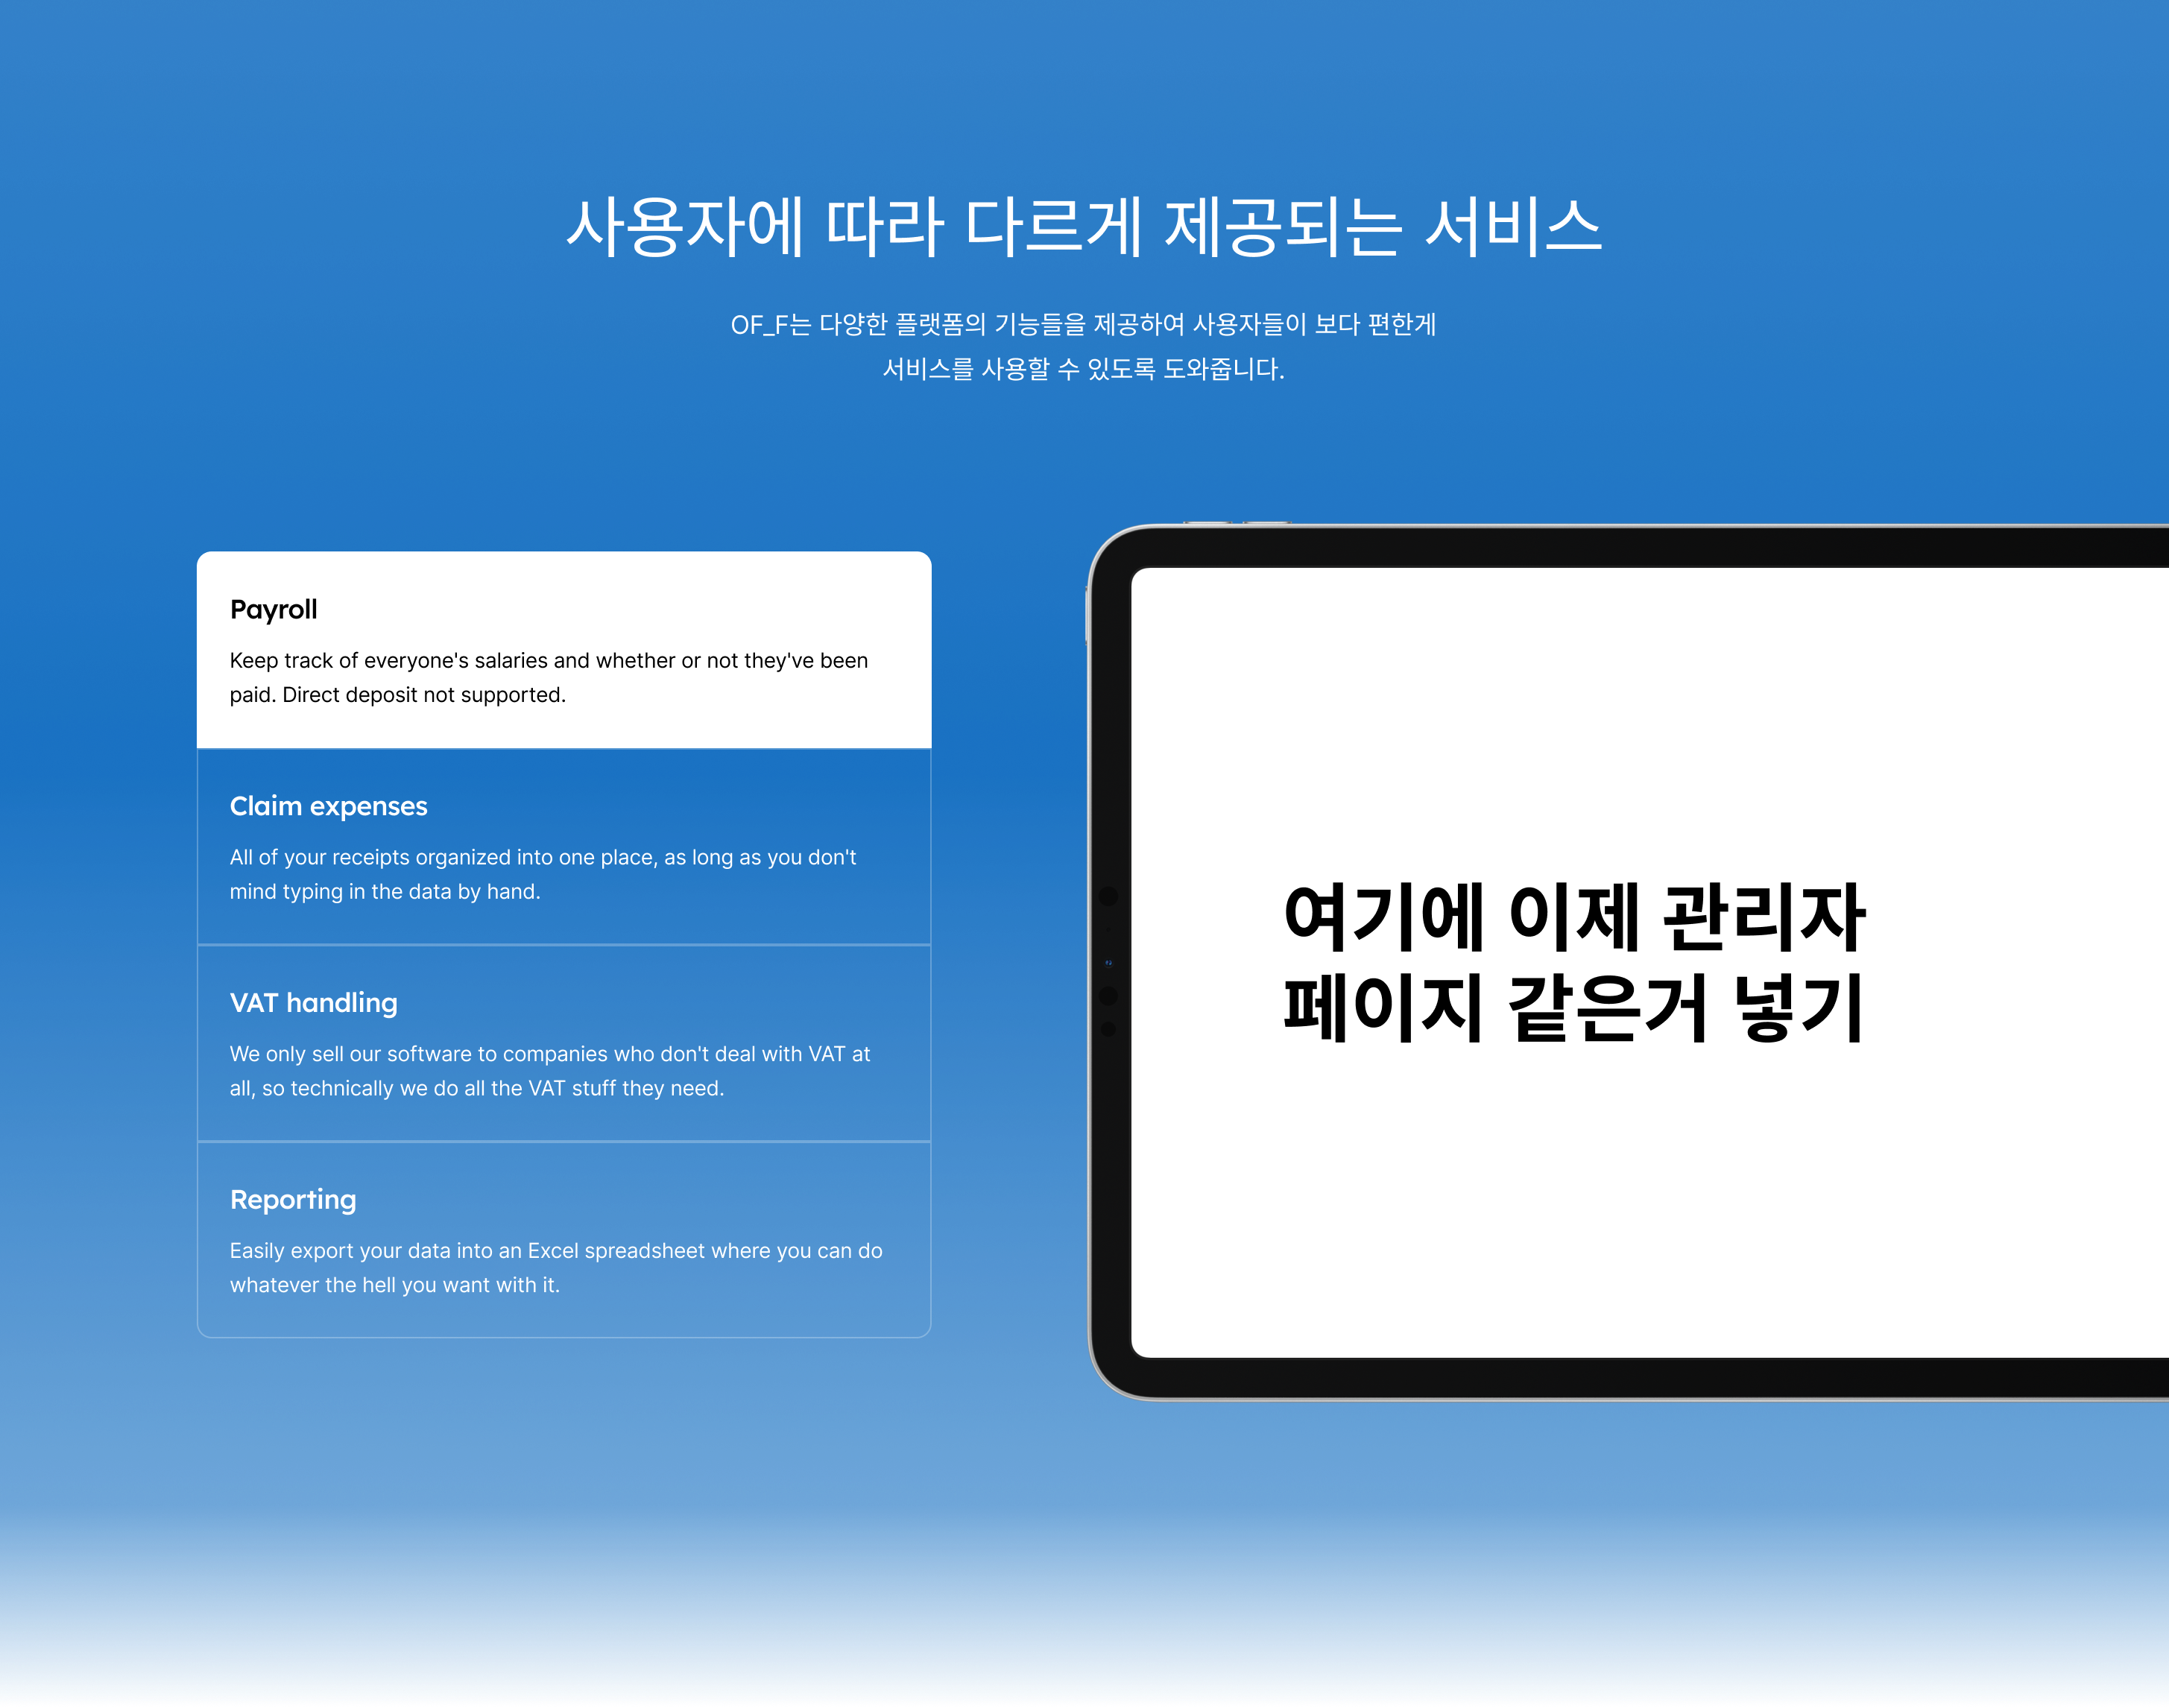 사용자에 따라 다르게 제공되는 서비스
OF_F는 다양한 플랫폼의 기능들을 제공하여 사용자들이 보다 편한게
서비스를 사용할 수 있도록 도와줍니다.
Payroll
Keep track of everyone's salaries and whether or not they've been
paid. Direct deposit not supported.
Claim expenses
All of your receipts organized into one place, as long as you don't
mind typing in the data by hand.
VAT handling
We only sell our software to companies who don't deal with VAT at
all, so technically we do all the VAT stuff they need.
Reporting
Easily export your data into an Excel spreadsheet where you can do
whatever the hell you want with it.
여기에 이제 관리자
페이지 같은거 넣기